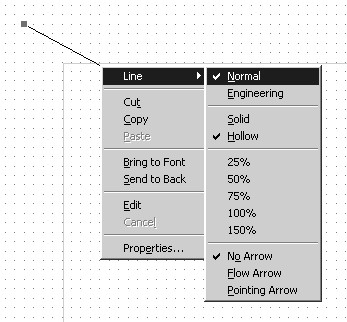 Line
Cut
Copy
Paste
Bring to Font
Send to Back
Edit
Cancel
Properties...
Normal
Engineering
Solid
Hollow
25%
50%
75%
100%
150%
No Arrow
Flow Arrow
Pointing Arrow